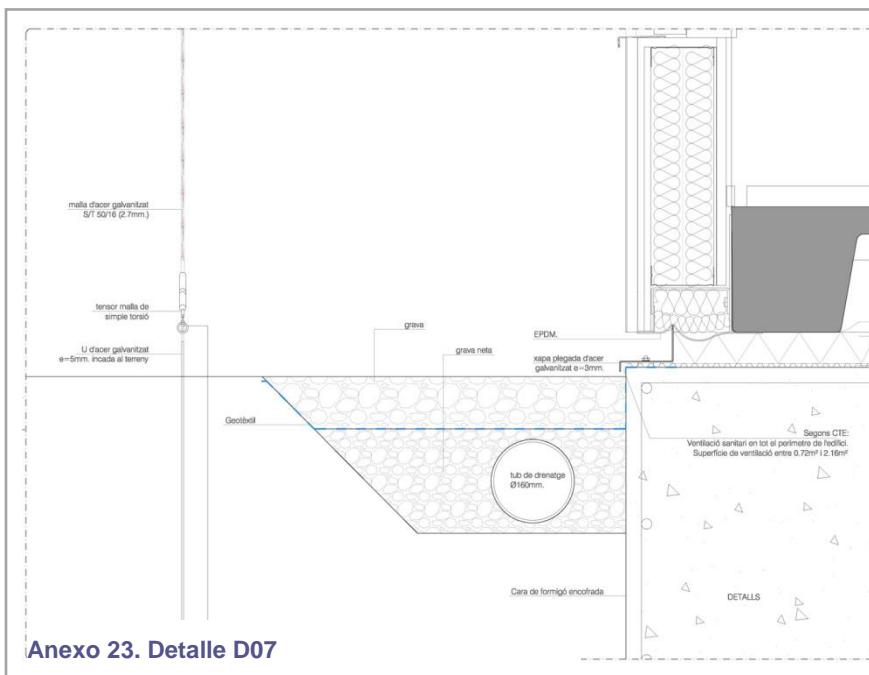 malla d'acer galvanitzat
S/T 50/16 (2.7mm.)
tensor malla de
simple torsió
U d'acer galvanitzat
e=5mm. incada al terreny
grava
grava neta
Geotèxtil
EPDM.
xapa plegada d'acer
galvanitzat e=3mm.
tub de drenatge
Ø160mm.
Segons CTE:
Ventilació sanitari en tot el perimetre de l'edifici.
Superfície de ventilació entre 0.72m² i 2.16m²
Cara de formigó encofrada
DETALLS
Anexo 23. Detalle D07